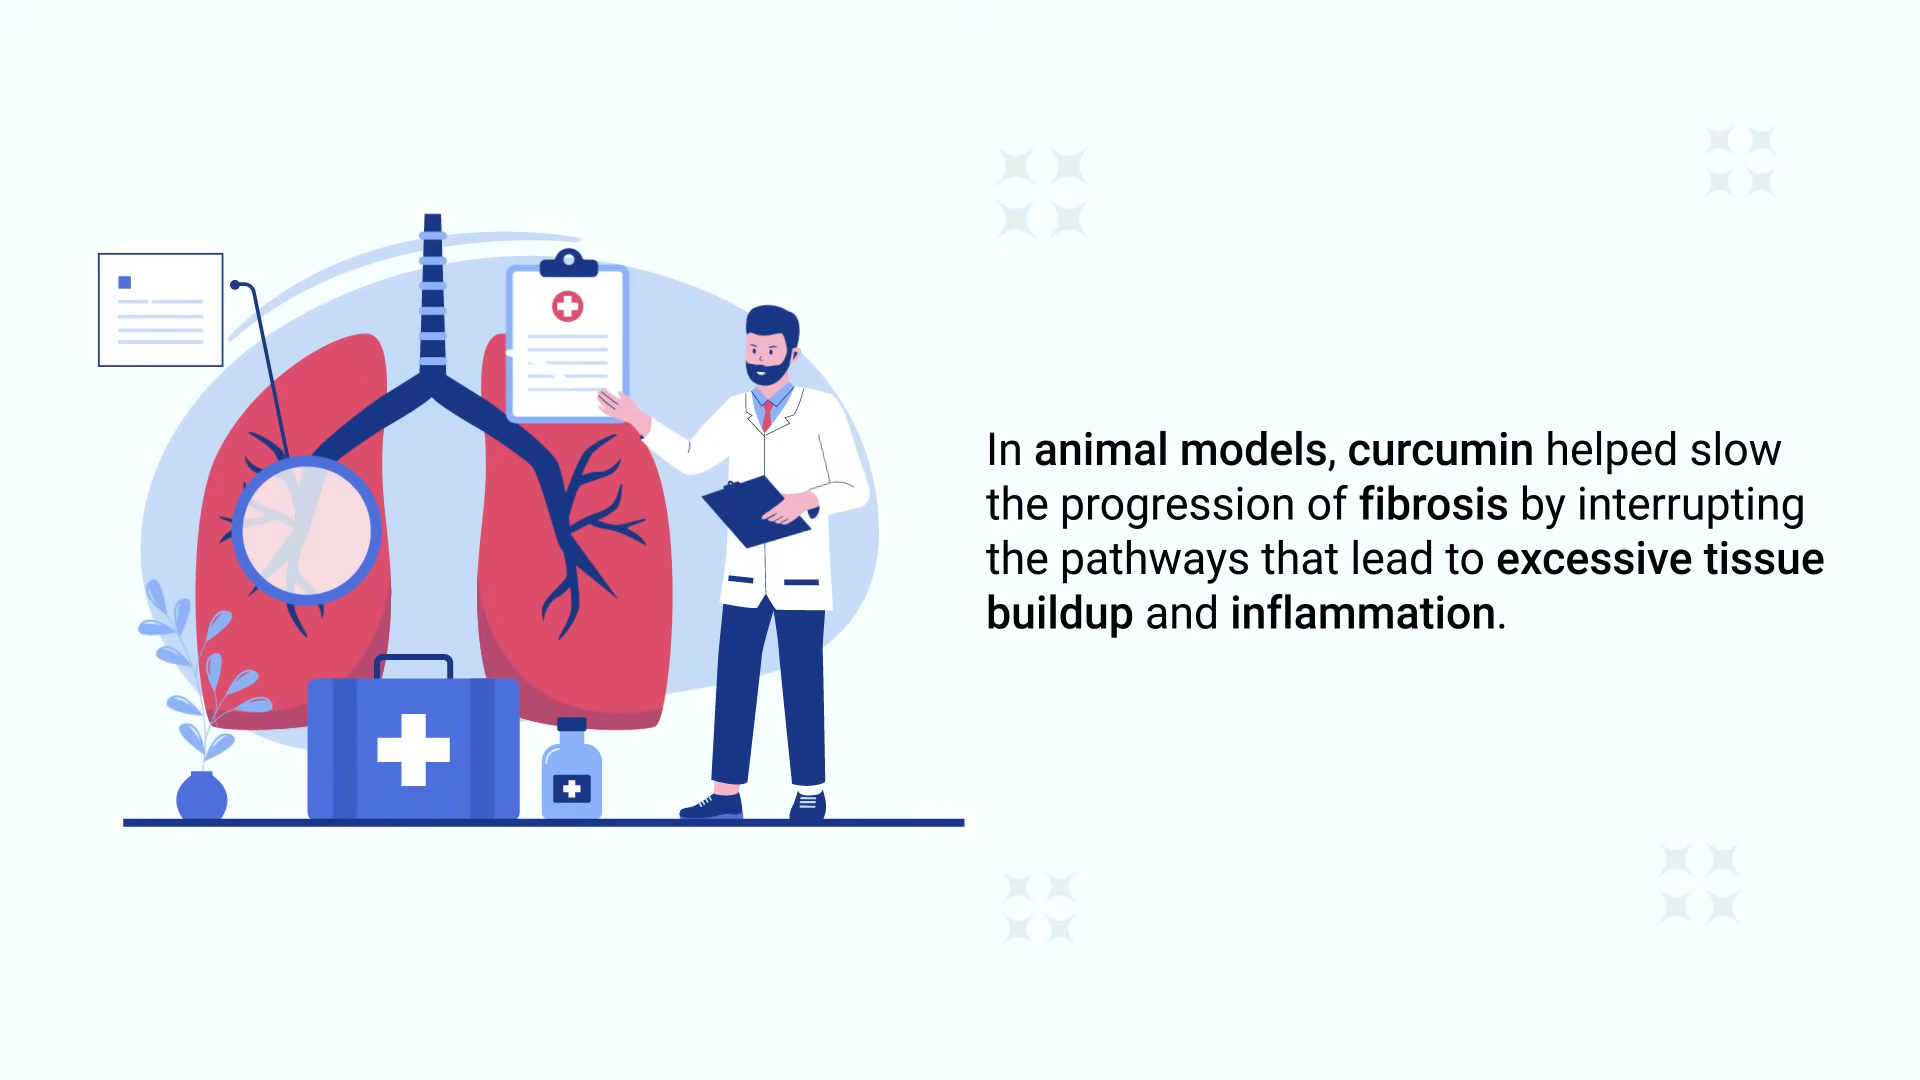 In animal models, curcumin helped slow
the progression of fibrosis by interrupting
the pathways that lead to excessive tissue
buildup and inflammation.